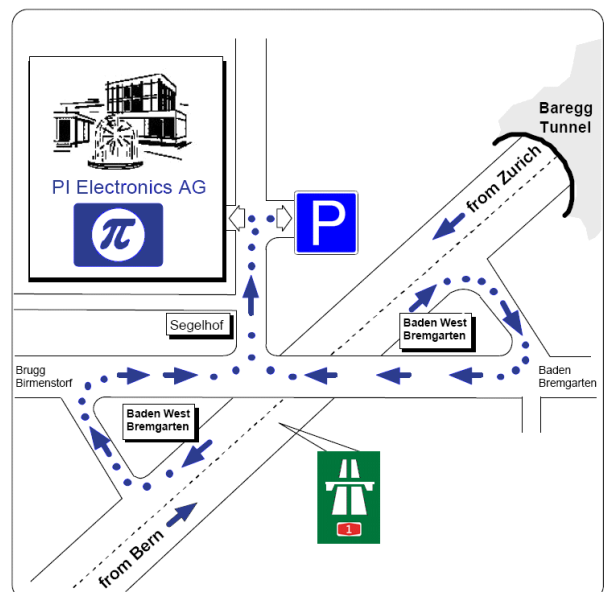 Baregg
Tunnel
PI Electronics AG
π
P
from Zurich
Segelhof
Baden West
Bremgarten
Brugg
Birmenstorf
Baden
Bremgarten
Baden West
Bremgarten
1
from Bern